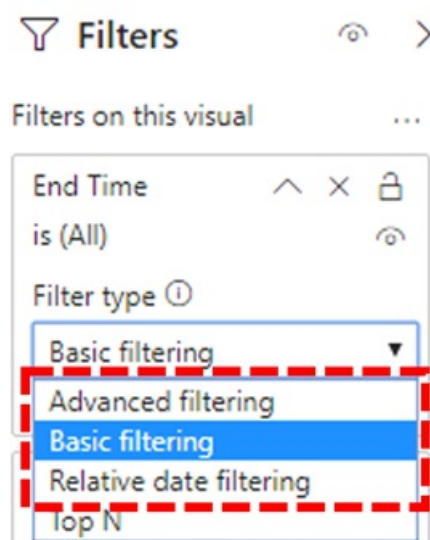 Filters
Filters on this visual
End Time
is (All)
Filter type
Basic filtering
Advanced filtering
Basic filtering
Relative date filtering
Top N